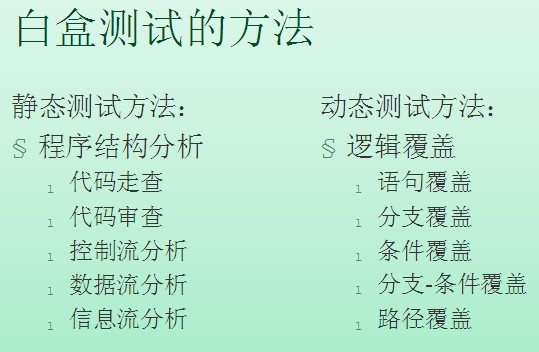 白盒测试的方法
静态测试方法：
§ 程序结构分析
ı 代码走查
ı 代码审查
ı 控制流分析
ı 数据流分析
ı 信息流分析
动态测试方法：
§ 逻辑覆盖
ı 语句覆盖
ı 分支覆盖
ı 条件覆盖
ı 分支-条件覆盖
ı 路径覆盖